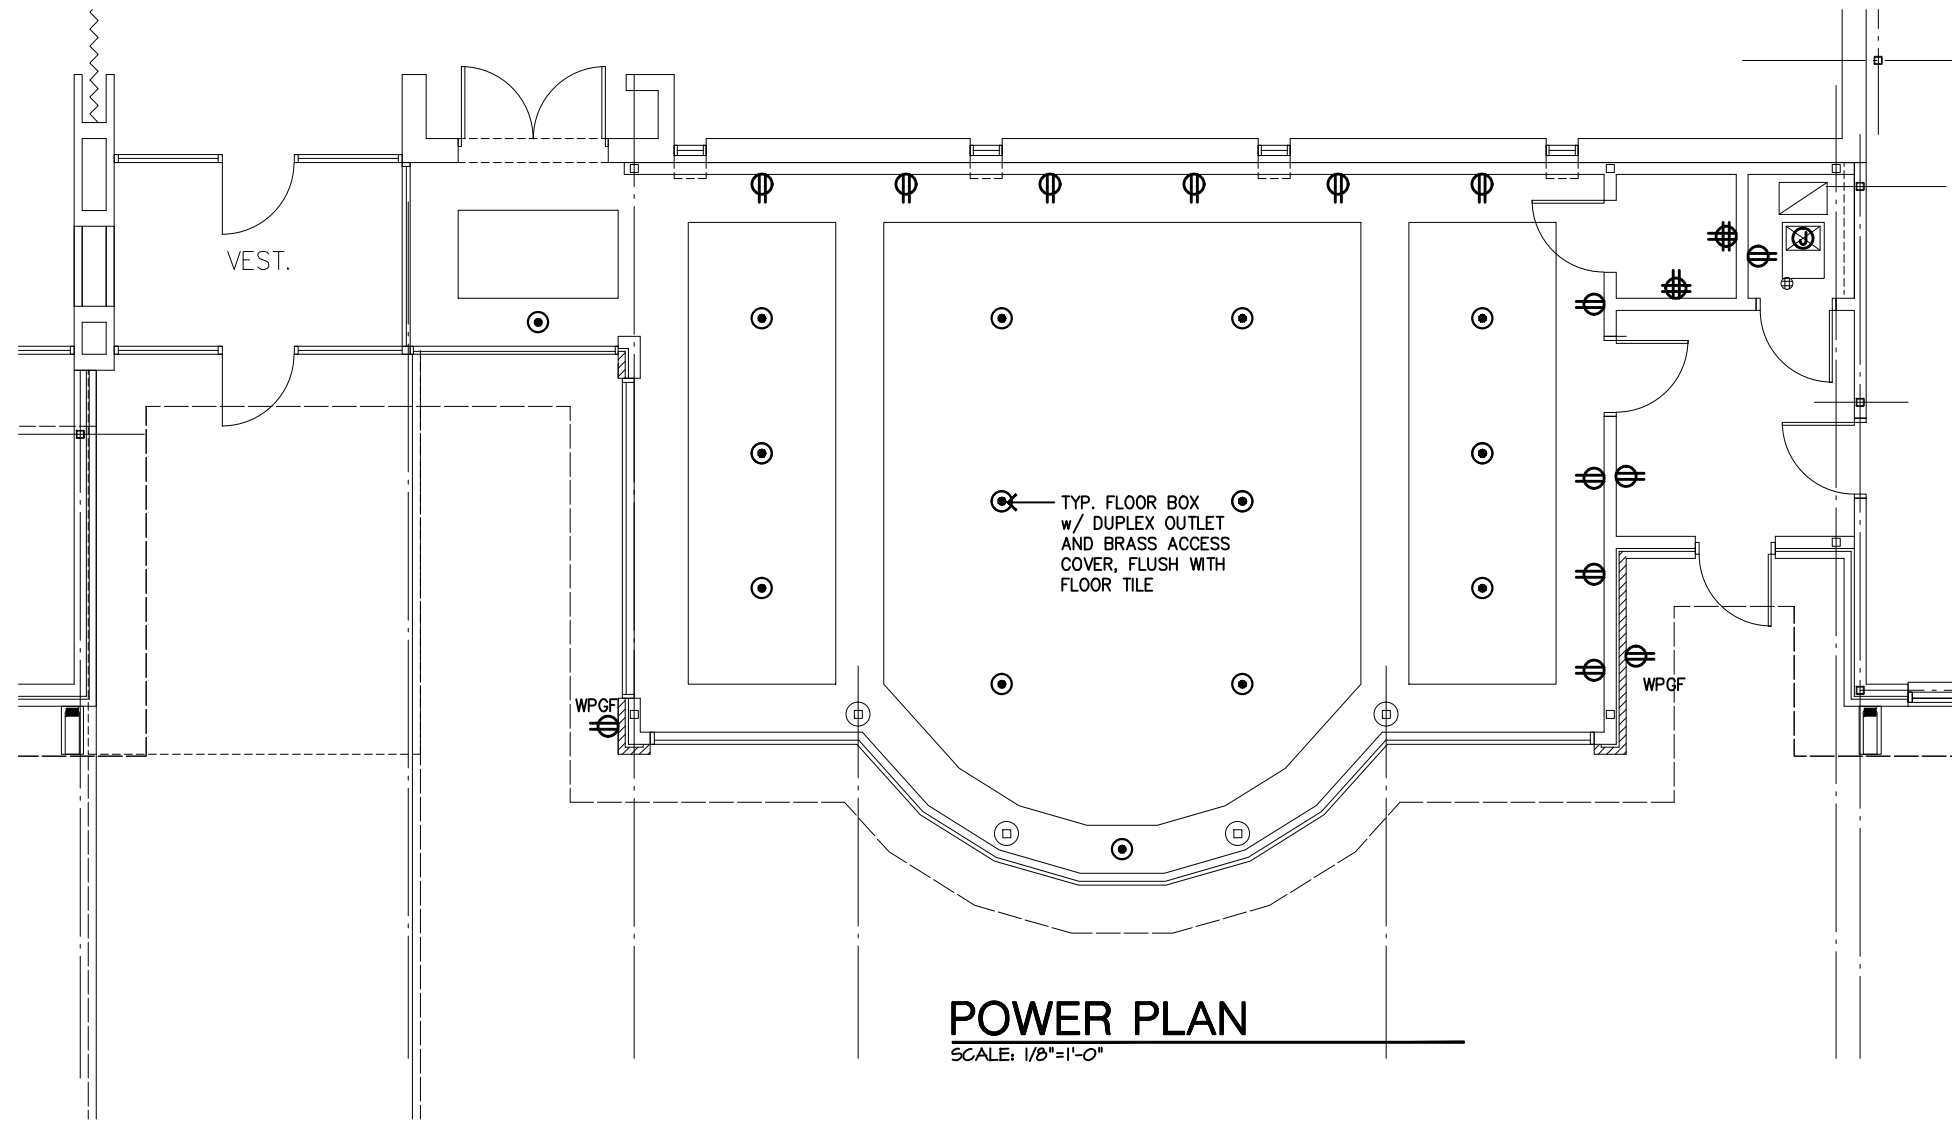 VEST.
TYP. FLOOR BOX
w/ DUPLEX OUTLET
AND BRASS ACCESS
COVER, FLUSH WITH
FLOOR TILE
WPGF
WPGF
J
POWER PLAN
SCALE: 1/8"=1'-0"